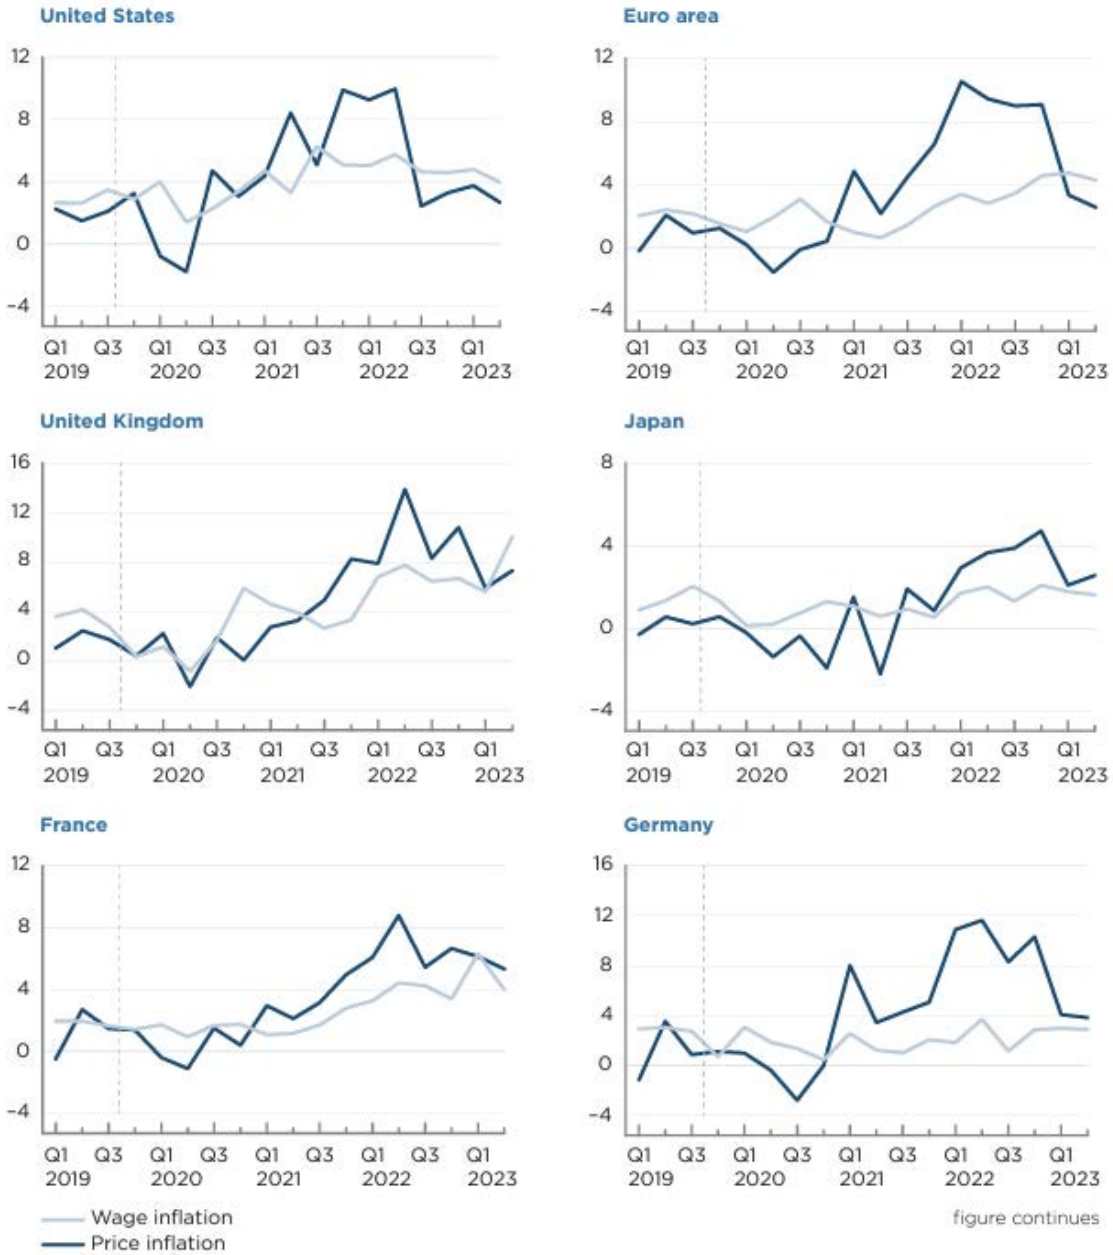 United States
12
8
4
0
–4
Q1 Q3 Q1 Q3 Q1 Q3 Q1 Q3 Q1
2019 2020 2021 2022 2023
Euro area
12
8
4
0
–4
Q1 Q3 Q1 Q3 Q1 Q3 Q1 Q3 Q1
2019 2020 2021 2022 2023
United Kingdom
16
12
8
4
0
–4
Q1 Q3 Q1 Q3 Q1 Q3 Q1 Q3 Q1
2019 2020 2021 2022 2023
Japan
8
4
0
–4
Q1 Q3 Q1 Q3 Q1 Q3 Q1 Q3 Q1
2019 2020 2021 2022 2023
France
12
8
4
0
–4
Q1 Q3 Q1 Q3 Q1 Q3 Q1 Q3 Q1
2019 2020 2021 2022 2023
Germany
16
12
8
4
0
–4
Q1 Q3 Q1 Q3 Q1 Q3 Q1 Q3 Q1
2019 2020 2021 2022 2023
Wage inflation
Price inflation
figure continues